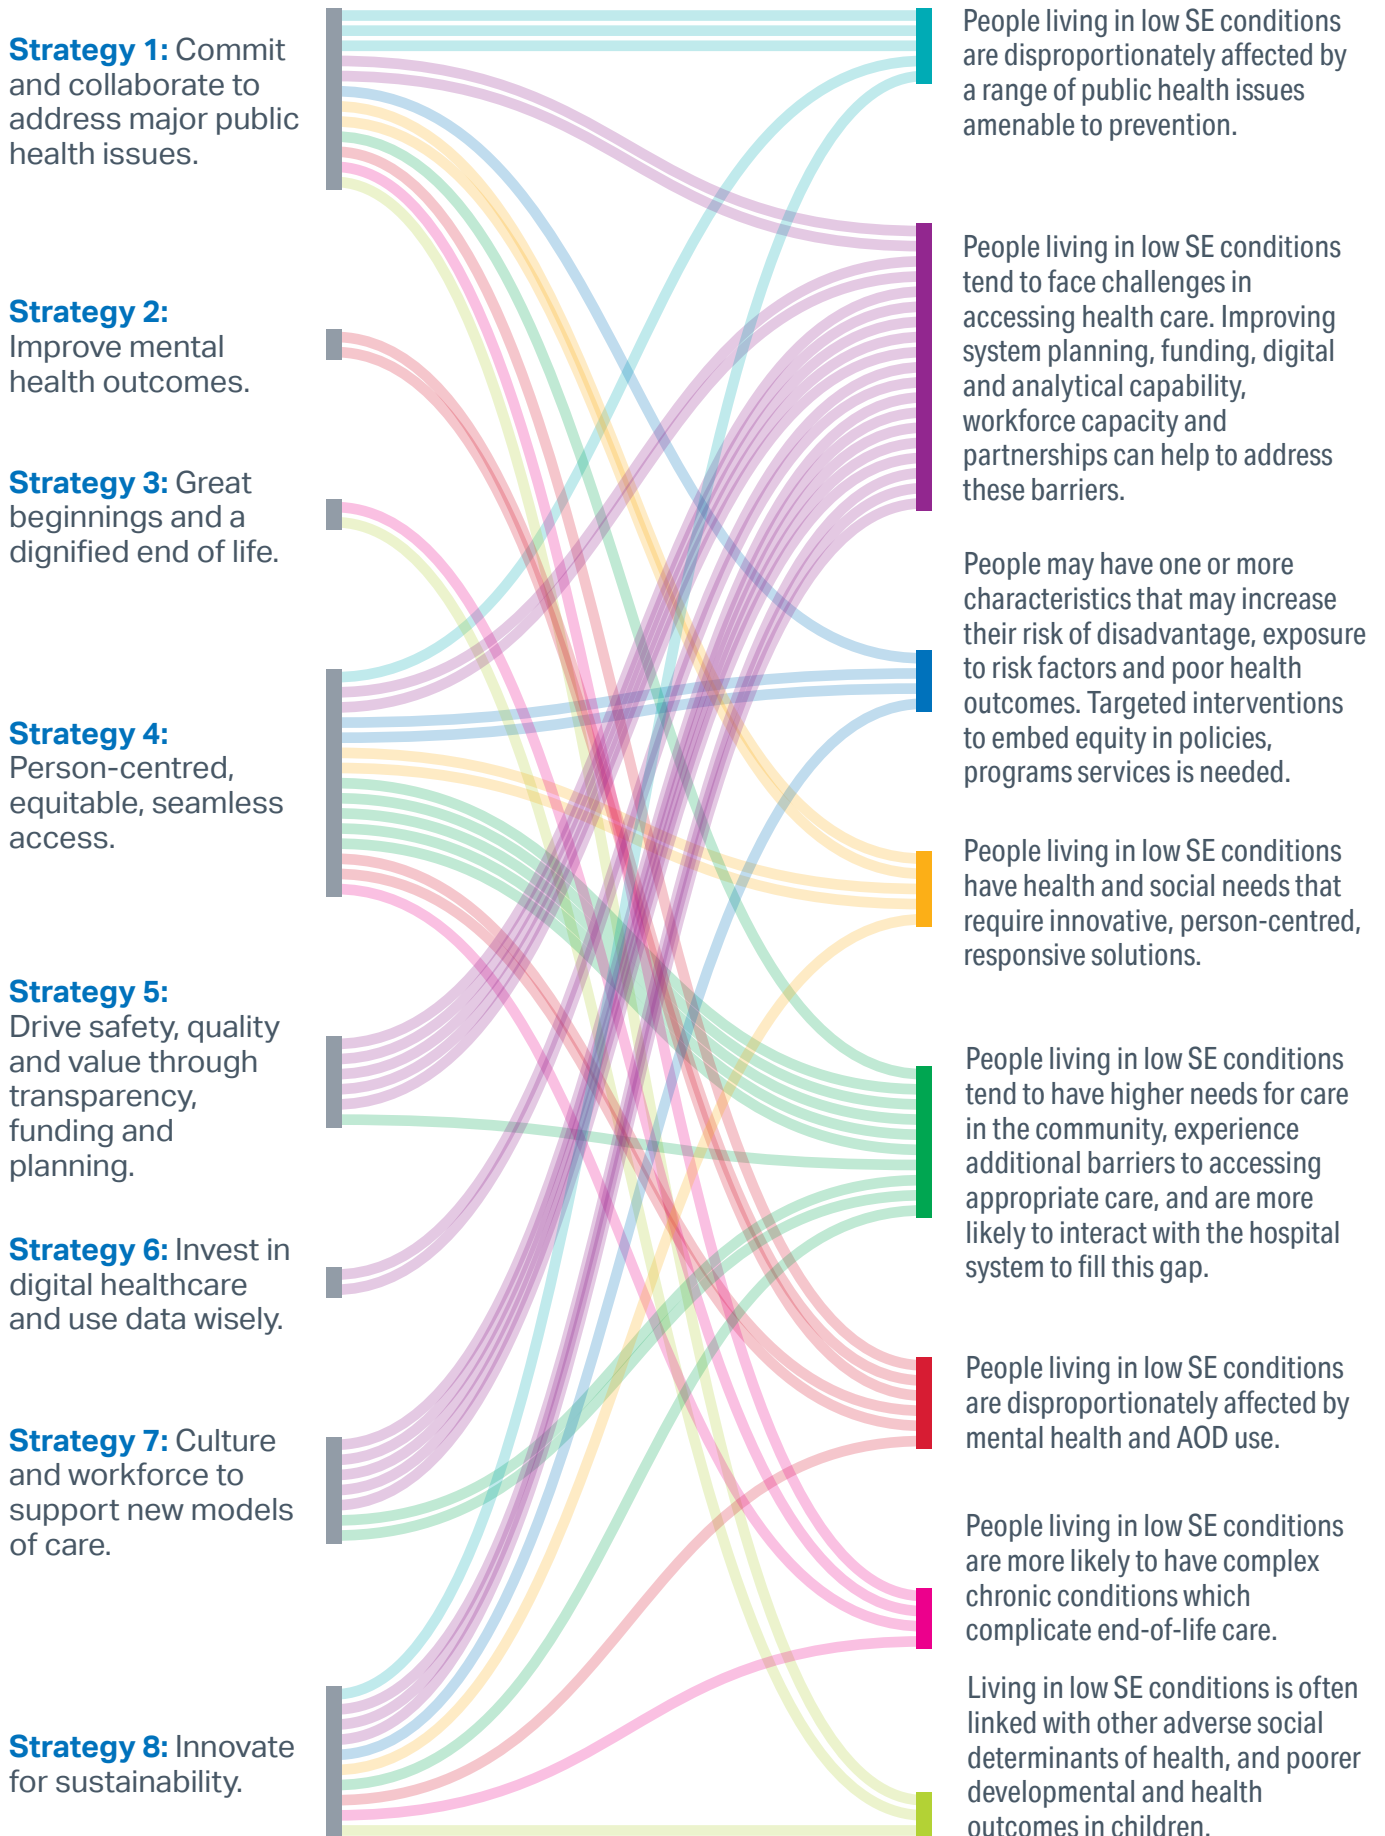 Strategy 1: Commit
and collaborate to
address major public
health issues.
Strategy 2:
Improve mental
health outcomes.
Strategy 3: Great
beginnings and a
dignified end of life.
Strategy 4:
Person-centred,
equitable, seamless
access.
Strategy 5:
Drive safety, quality
and value through
transparency,
funding and
planning.
Strategy 6: Invest in
digital healthcare
and use data wisely.
Strategy 7: Culture
and workforce to
support new models
of care.
Strategy 8: Innovate
for sustainability.
People living in low SE conditions
are disproportionately affected by
a range of public health issues
amenable to prevention.
People living in low SE conditions
tend to face challenges in
accessing health care. Improving
system planning, funding, digital
and analytical capability,
workforce capacity and
partnerships can help to address
these barriers.
People may have one or more
characteristics that may increase
their risk of disadvantage, exposure
to risk factors and poor health
outcomes. Targeted interventions
to embed equity in policies,
programs services is needed.
People living in low SE conditions
have health and social needs that
require innovative, person-centred,
responsive solutions.
People living in low SE conditions
tend to have higher needs for care
in the community, experience
additional barriers to accessing
appropriate care, and are more
likely to interact with the hospital
system to fill this gap.
People living in low SE conditions
are disproportionately affected by
mental health and AOD use.
People living in low SE conditions
are more likely to have complex
chronic conditions which
complicate end-of-life care.
Living in low SE conditions is often
linked with other adverse social
determinants of health, and poorer
developmental and health
outcomes in children.